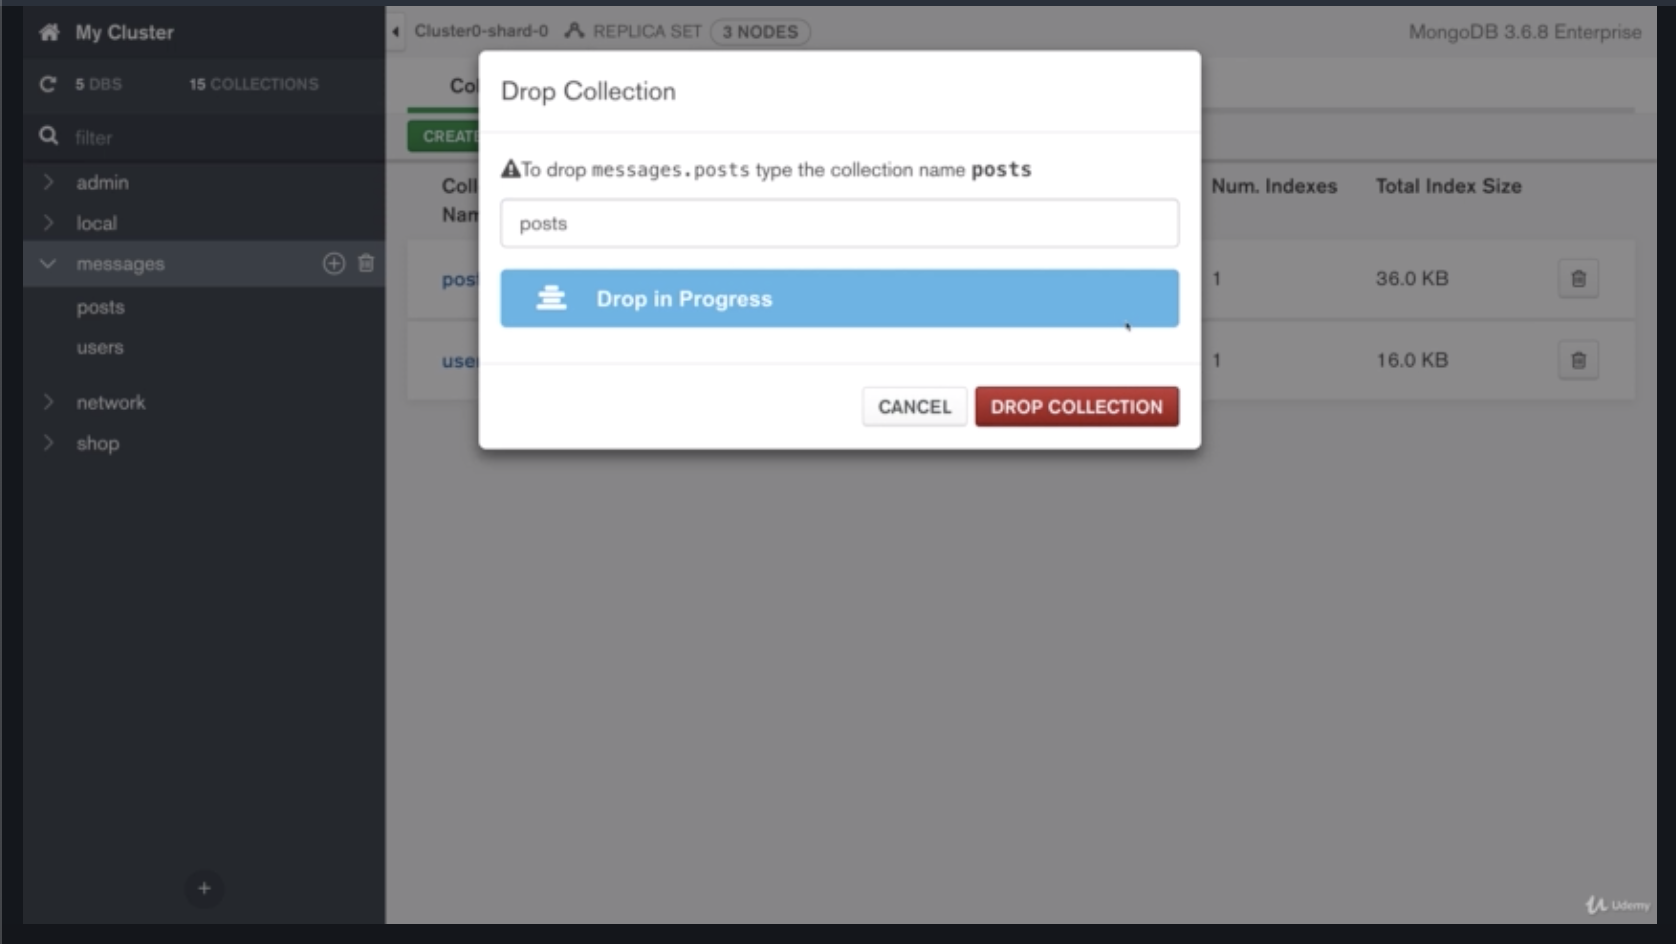 My Cluster
5 DBS 15 COLLECTIONS
filter
admin
local
messages
posts
users
network
shop
+
Cluster0-shard-0 REPLICA SET 3 NODES
MongoDB 3.6.8 Enterprise
Col
CREATE
Coll
Nam
Num. Indexes Total Index Size
post
1 36.0 KB
user
1 16.0 KB
Drop Collection
To drop messages.posts type the collection name posts
posts
Drop in Progress
CANCEL DROP COLLECTION
Udemy